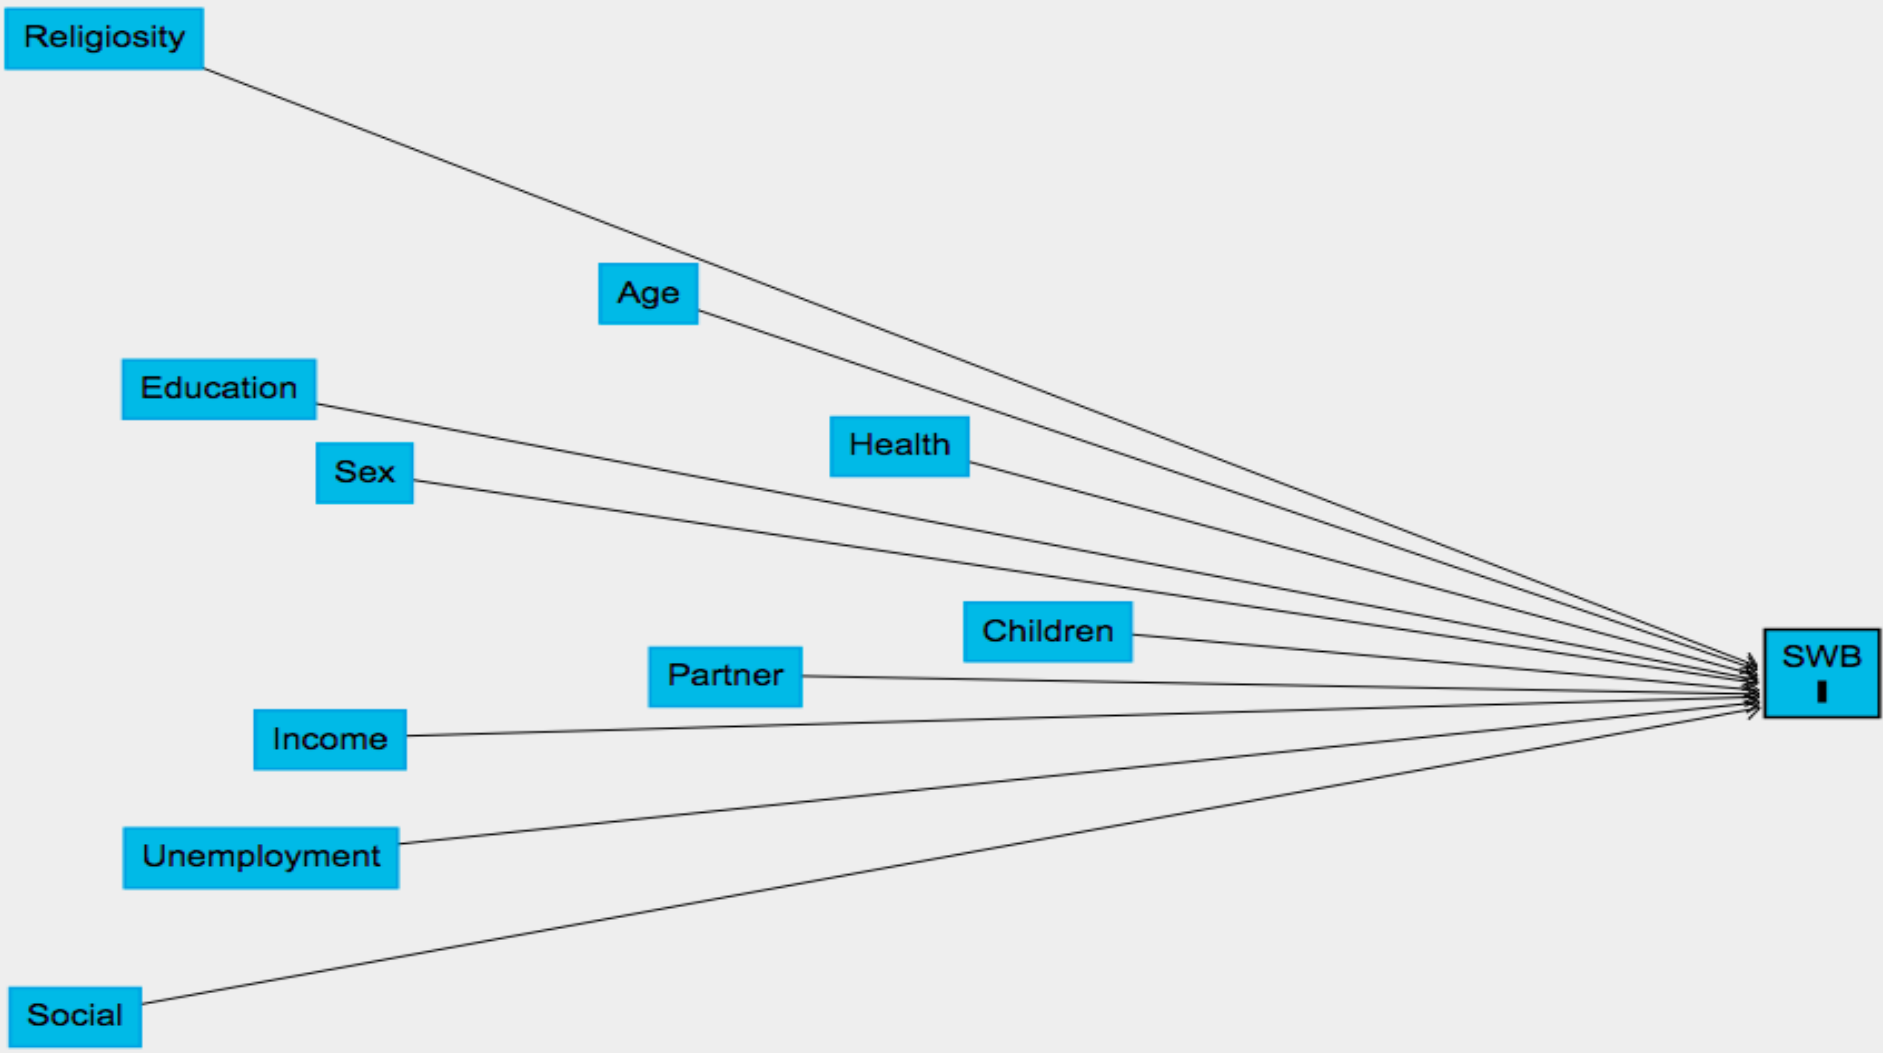 Religiosity
Age
Education
Health
Sex
Children
SWB
Partner
Income
Unemployment
Social